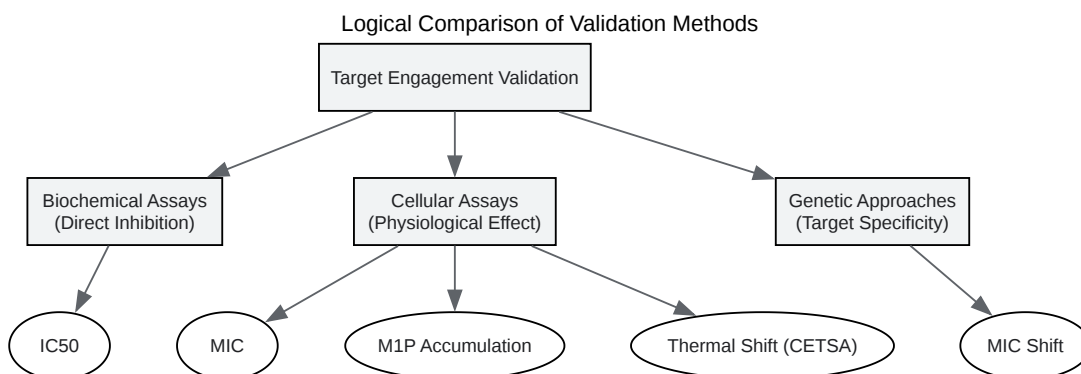 Logical Comparison of Validation Methods
Target Engagement Validation
Biochemical Assays
(Direct Inhibition)
Cellular Assays
(Physiological Effect)
Genetic Approaches
(Target Specificity)
IC50
MIC
M1P Accumulation
Thermal Shift (CETSA)
MIC Shift